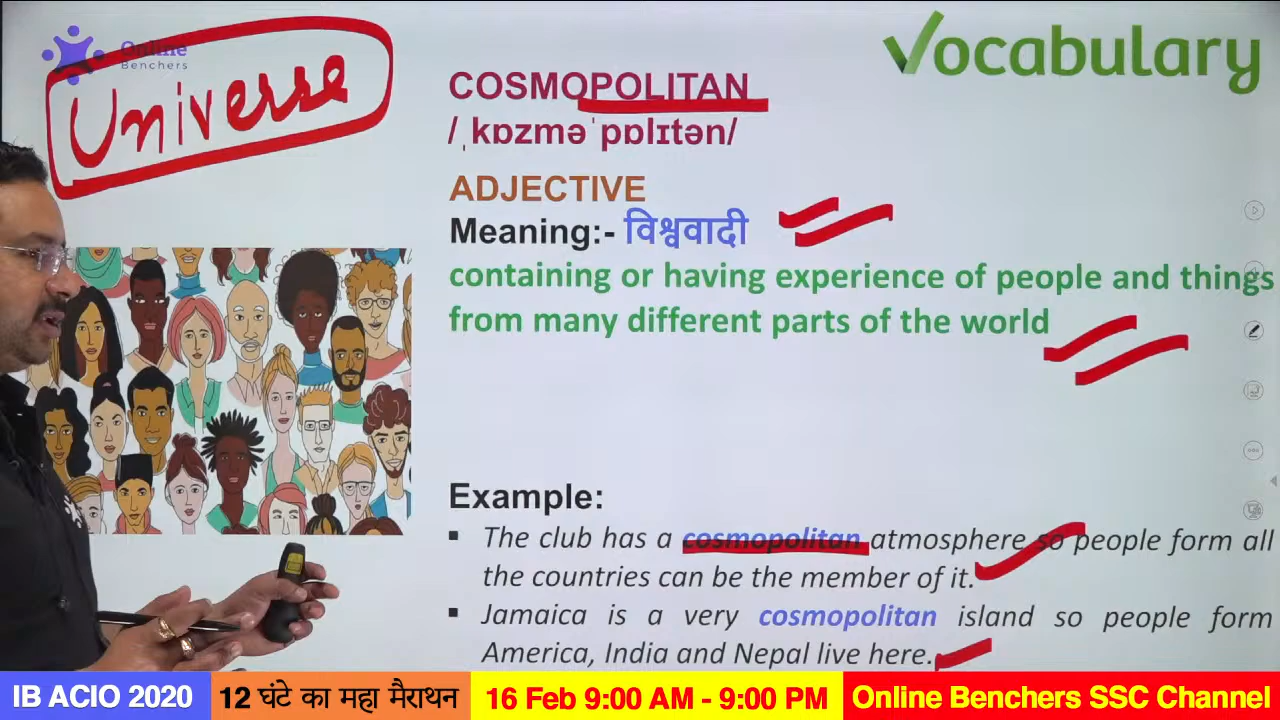 Online
Benchers
Universe
Vocabulary
COSMOPOLITAN
/ˌkɒzməˈpɒlɪtən/
ADJECTIVE
Meaning:- विश्ववादी
containing or having experience of people and things
from many different parts of the world
Example:
▪ The club has a cosmopolitan atmosphere so people form all
the countries can be the member of it.
▪ Jamaica is a very cosmopolitan island so people form
America, India and Nepal live here.
IB ACIO 2020 12 घंटे का महा मैराथन 16 Feb 9:00 AM - 9:00 PM Online Benchers SSC Channel